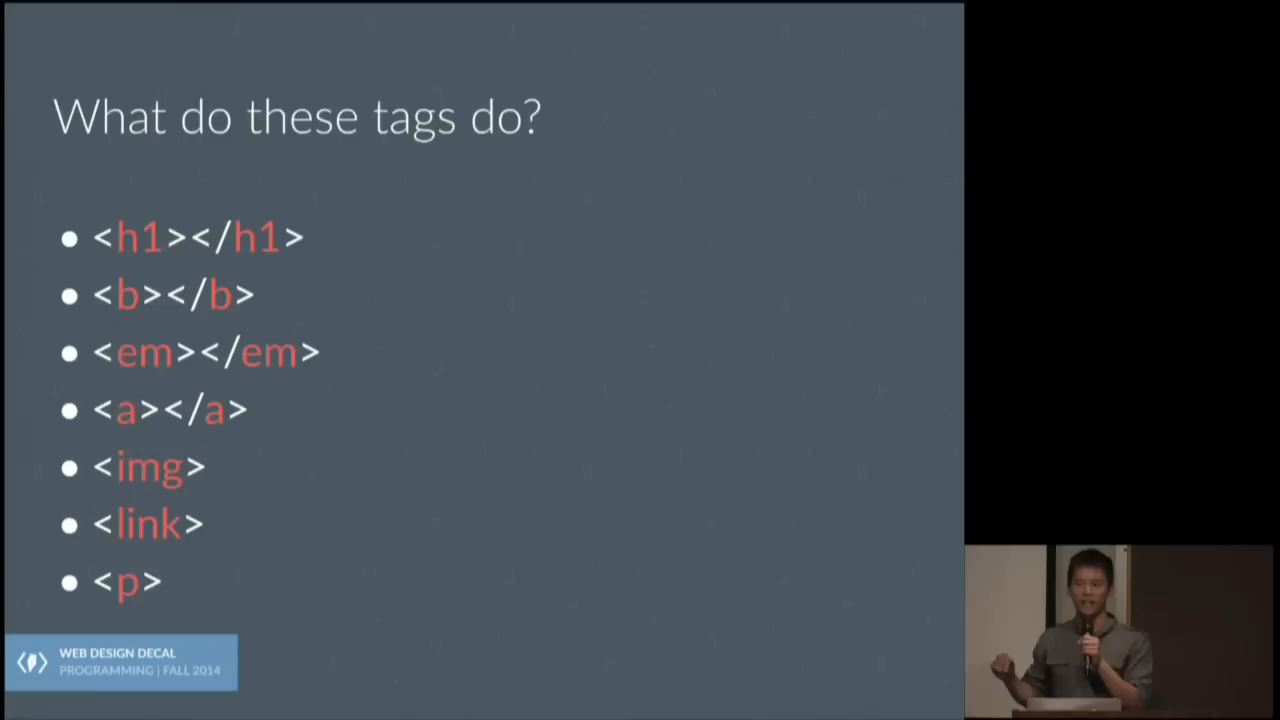 What do these tags do?
• <h1></h1>
• <b></b>
• <em></em>
• <a></a>
• <img>
• <link>
• <p>
WEB DESIGN DECAL
PROGRAMMING | FALL 2014